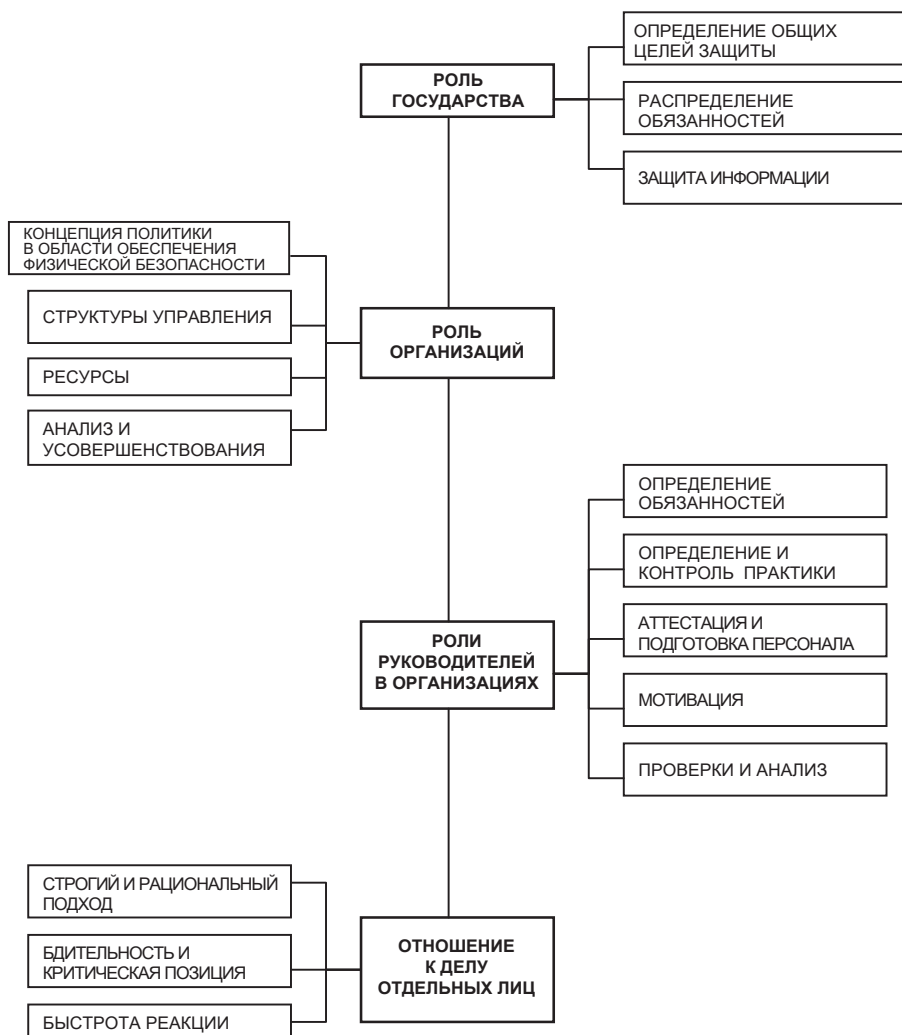 РОЛЬ
ГОСУДАРСТВА
ОПРЕДЕЛЕНИЕ ОБЩИХ
ЦЕЛЕЙ ЗАЩИТЫ
РАСПРЕДЕЛЕНИЕ
ОБЯЗАННОСТЕЙ
ЗАЩИТА ИНФОРМАЦИИ
КОНЦЕПЦИЯ ПОЛИТИКИ
В ОБЛАСТИ ОБЕСПЕЧЕНИЯ
ФИЗИЧЕСКОЙ БЕЗОПАСНОСТИ
СТРУКТУРЫ УПРАВЛЕНИЯ
РЕСУРСЫ
АНАЛИЗ И
УСОВЕРШЕНСТВОВАНИЯ
РОЛЬ
ОРГАНИЗАЦИЙ
РОЛИ
РУКОВОДИТЕЛЕЙ
В ОРГАНИЗАЦИЯХ
ОПРЕДЕЛЕНИЕ
ОБЯЗАННОСТЕЙ
ОПРЕДЕЛЕНИЕ И
КОНТРОЛЬ ПРАКТИКИ
АТТЕСТАЦИЯ И
ПОДГОТОВКА ПЕРСОНАЛА
МОТИВАЦИЯ
ПРОВЕРКИ И АНАЛИЗ
СТРОГИЙ И РАЦИОНАЛЬНЫЙ
ПОДХОД
БДИТЕЛЬНОСТЬ И
КРИТИЧЕСКАЯ ПОЗИЦИЯ
БЫСТРОТА РЕАКЦИИ
ОТНОШЕНИЕ
К ДЕЛУ
ОТДЕЛЬНЫХ ЛИЦ